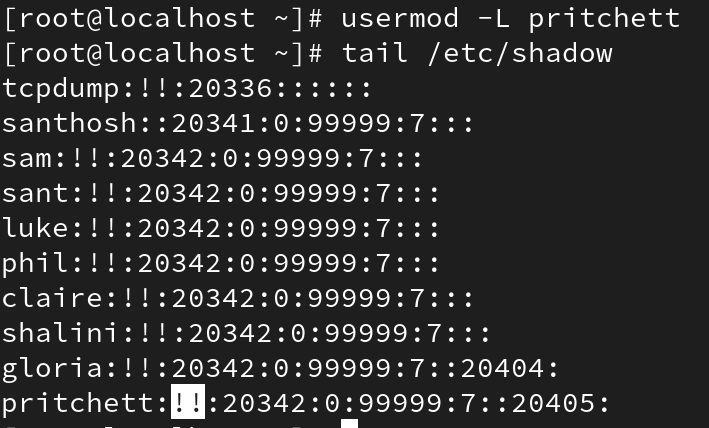 [root@localhost ~]# usermod -L pritchett
[root@localhost ~]# tail /etc/shadow
tcpdump:!!:20336::::::
santhosh::20341:0:99999:7:::
sam:!!:20342:0:99999:7:::
sant:!!:20342:0:99999:7:::
luke:!!:20342:0:99999:7:::
phil:!!:20342:0:99999:7:::
claire:!!:20342:0:99999:7:::
shalini:!!:20342:0:99999:7:::
gloria:!!:20342:0:99999:7::20404:
pritchett:!!:20342:0:99999:7::20405: